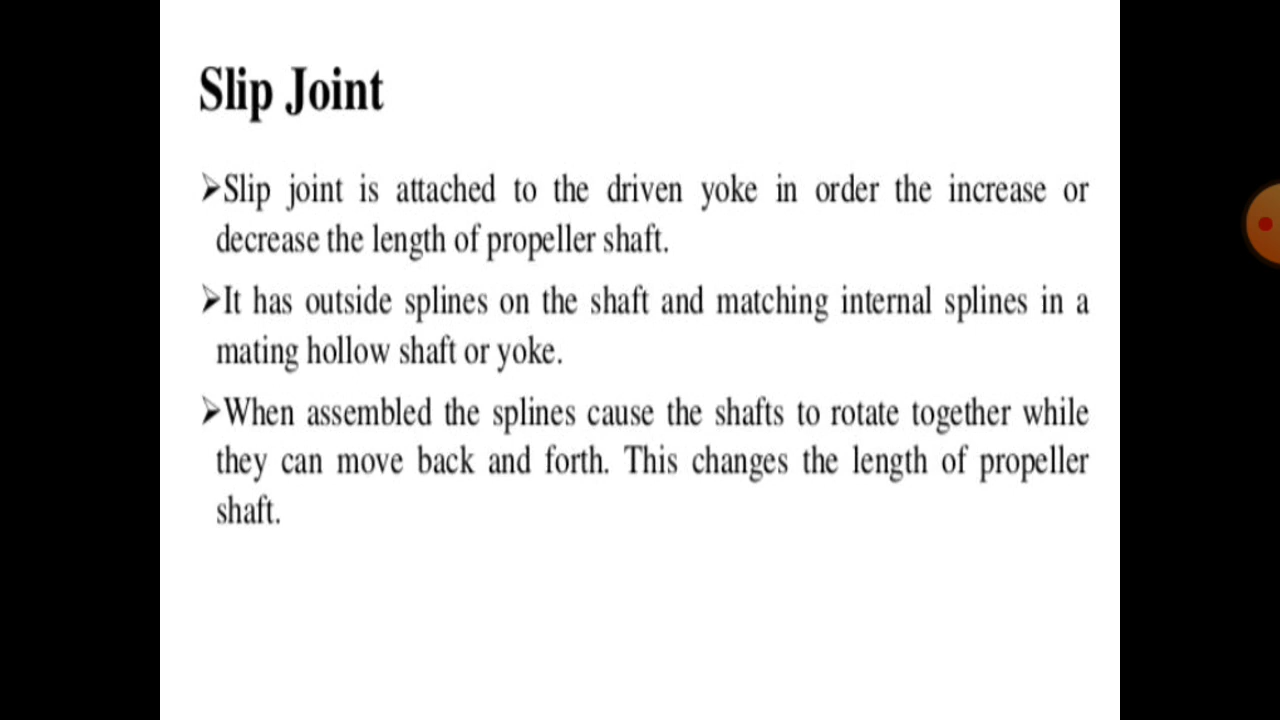 Slip Joint
➢Slip joint is attached to the driven yoke in order the increase or
decrease the length of propeller shaft.
➢It has outside splines on the shaft and matching internal splines in a
mating hollow shaft or yoke.
➢When assembled the splines cause the shafts to rotate together while
they can move back and forth. This changes the length of propeller
shaft.